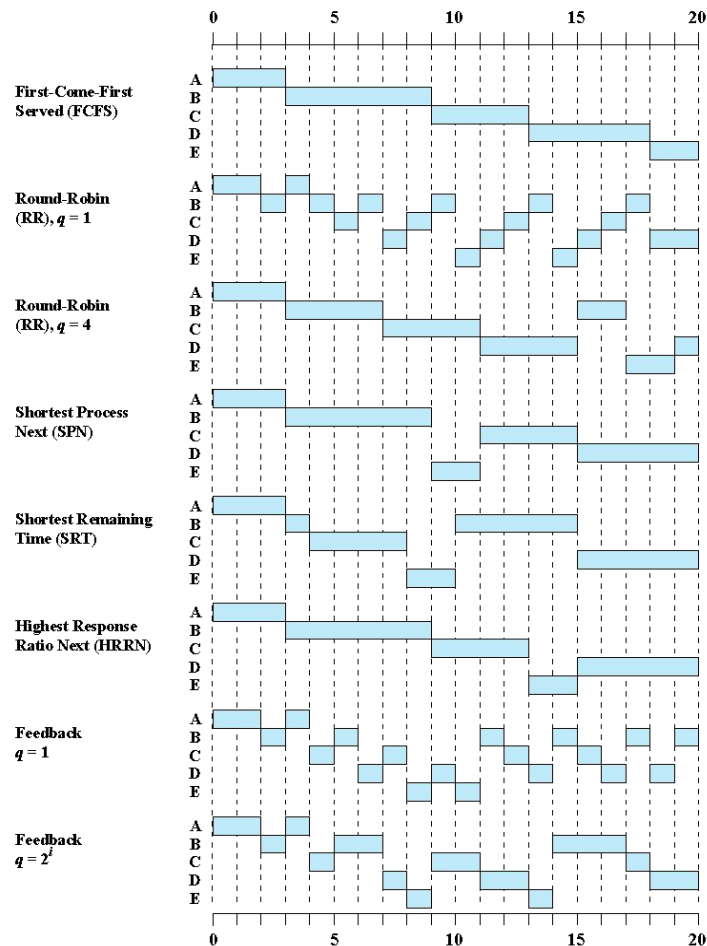 0 5 10 15 20
First-Come-First
Served (FCFS)
A
B
C
D
E
Round-Robin
(RR), q = 1
A
B
C
D
E
Round-Robin
(RR), q = 4
A
B
C
D
E
Shortest Process
Next (SPN)
A
B
C
D
E
Shortest Remaining
Time (SRT)
A
B
C
D
E
Highest Response
Ratio Next (HRRN)
A
B
C
D
E
Feedback
q = 1
A
B
C
D
E
Feedback
q = 2^i
A
B
C
D
E
0 5 10 15 20